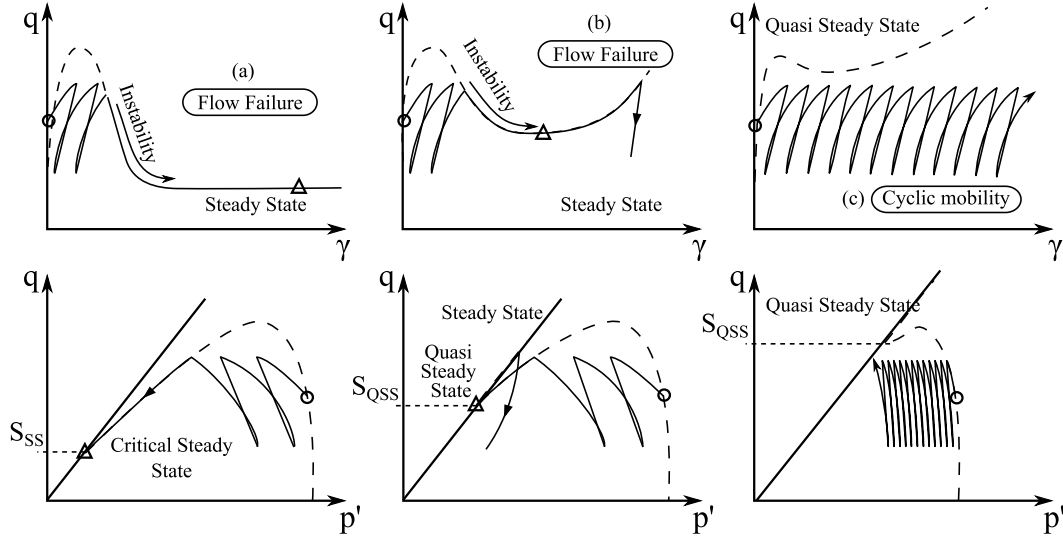 q
(a)
Flow Failure
Instability
Steady State
γ
q
(b)
Flow Failure
Instability
Steady State
γ
q
Quasi Steady State
(c)
Cyclic mobility
γ
q
S_SS
Critical Steady
State
p'
q
Steady State
Quasi
Steady
State
S_QSS
p'
q
Quasi Steady State
S_QSS
p'